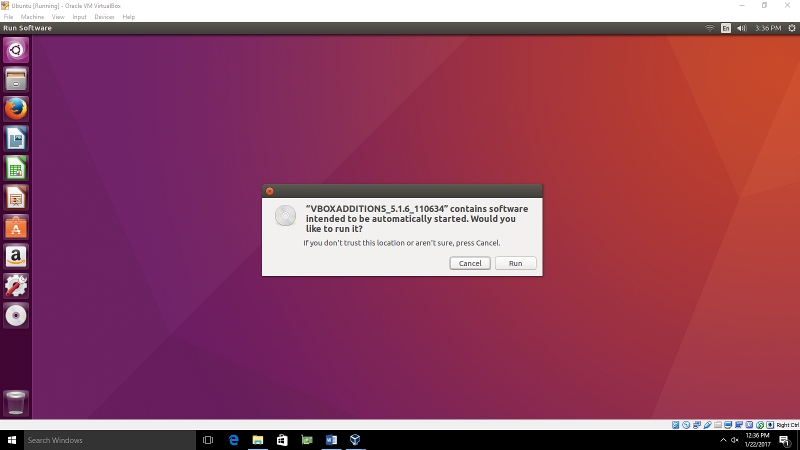 Ubuntu [Running] - Oracle VM VirtualBox
File Machine View Input Devices Help
Run Software
En
3:36 PM
“VBOXADDITIONS_5.1.6_110634” contains software
intended to be automatically started. Would you
like to run it?
If you don't trust this location or aren't sure, press Cancel.
Cancel
Run
Right Ctrl
Search Windows
12:36 PM
1/22/2017